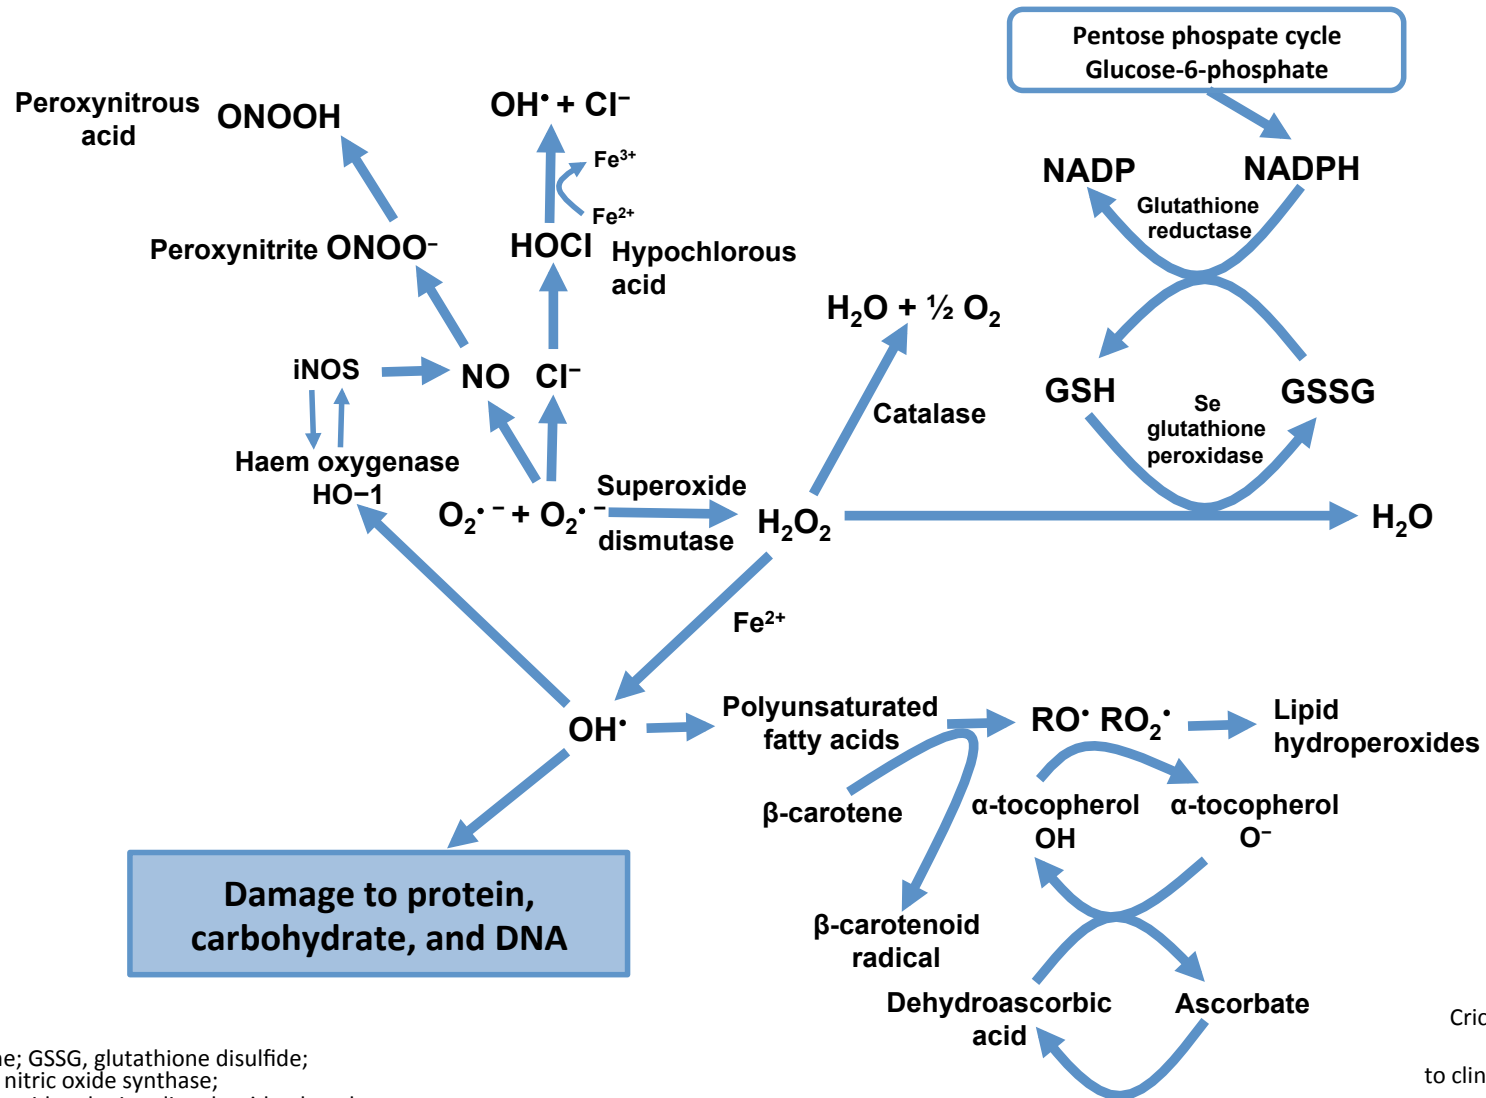 Pentose phospate cycle
Glucose-6-phosphate
Peroxynitrous
acid
ONOOH
OH• + Cl−
Fe3+
Fe2+
NADP
NADPH
Glutathione
reductase
Peroxynitrite ONOO−
HOCl
Hypochlorous
acid
H2O + ½ O2
iNOS
NO
Cl−
Catalase
GSH
GSSG
Se
glutathione
peroxidase
Haem oxygenase
HO−1
O2•− + O2•−
Superoxide
dismutase
H2O2
H2O
Fe2+
OH•
Polyunsaturated
fatty acids
RO• RO2•
Lipid
hydroperoxides
β-carotene
α-tocopherol
OH
α-tocopherol
O−
Damage to protein,
carbohydrate, and DNA
β-carotenoid
radical
Dehydroascorbic
acid
Ascorbate
Cric
; GSSG, glutathione disulfide;
nitric oxide synthase;
to clin